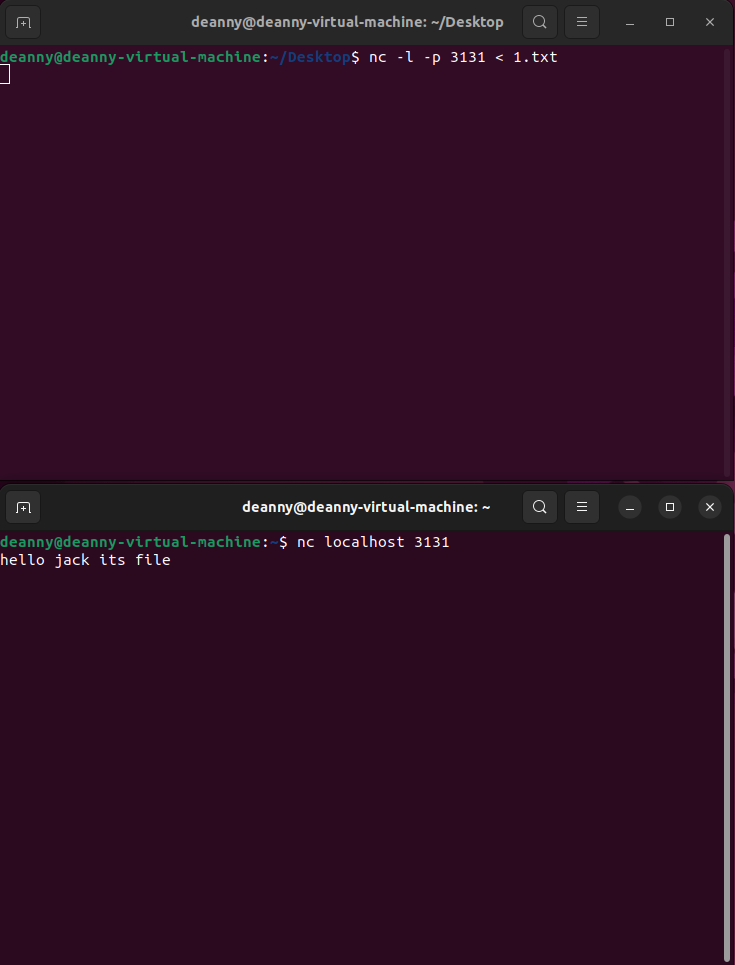 deanny@deanny-virtual-machine: ~/Desktop
deanny@deanny-virtual-machine:~/Desktop$ nc -l -p 3131 < 1.txt
deanny@deanny-virtual-machine: ~
deanny@deanny-virtual-machine:~$ nc localhost 3131
hello jack its file